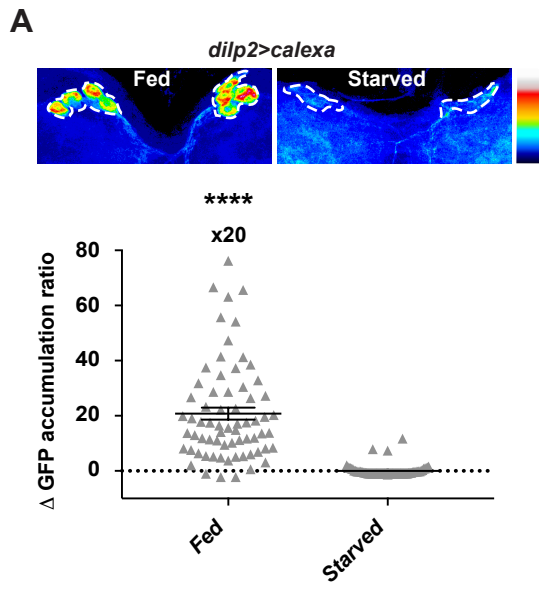 A
dilp2>calexa
Fed
Starved
****
x20
Δ GFP accumulation ratio
80
60
40
20
0
Fed
Starved